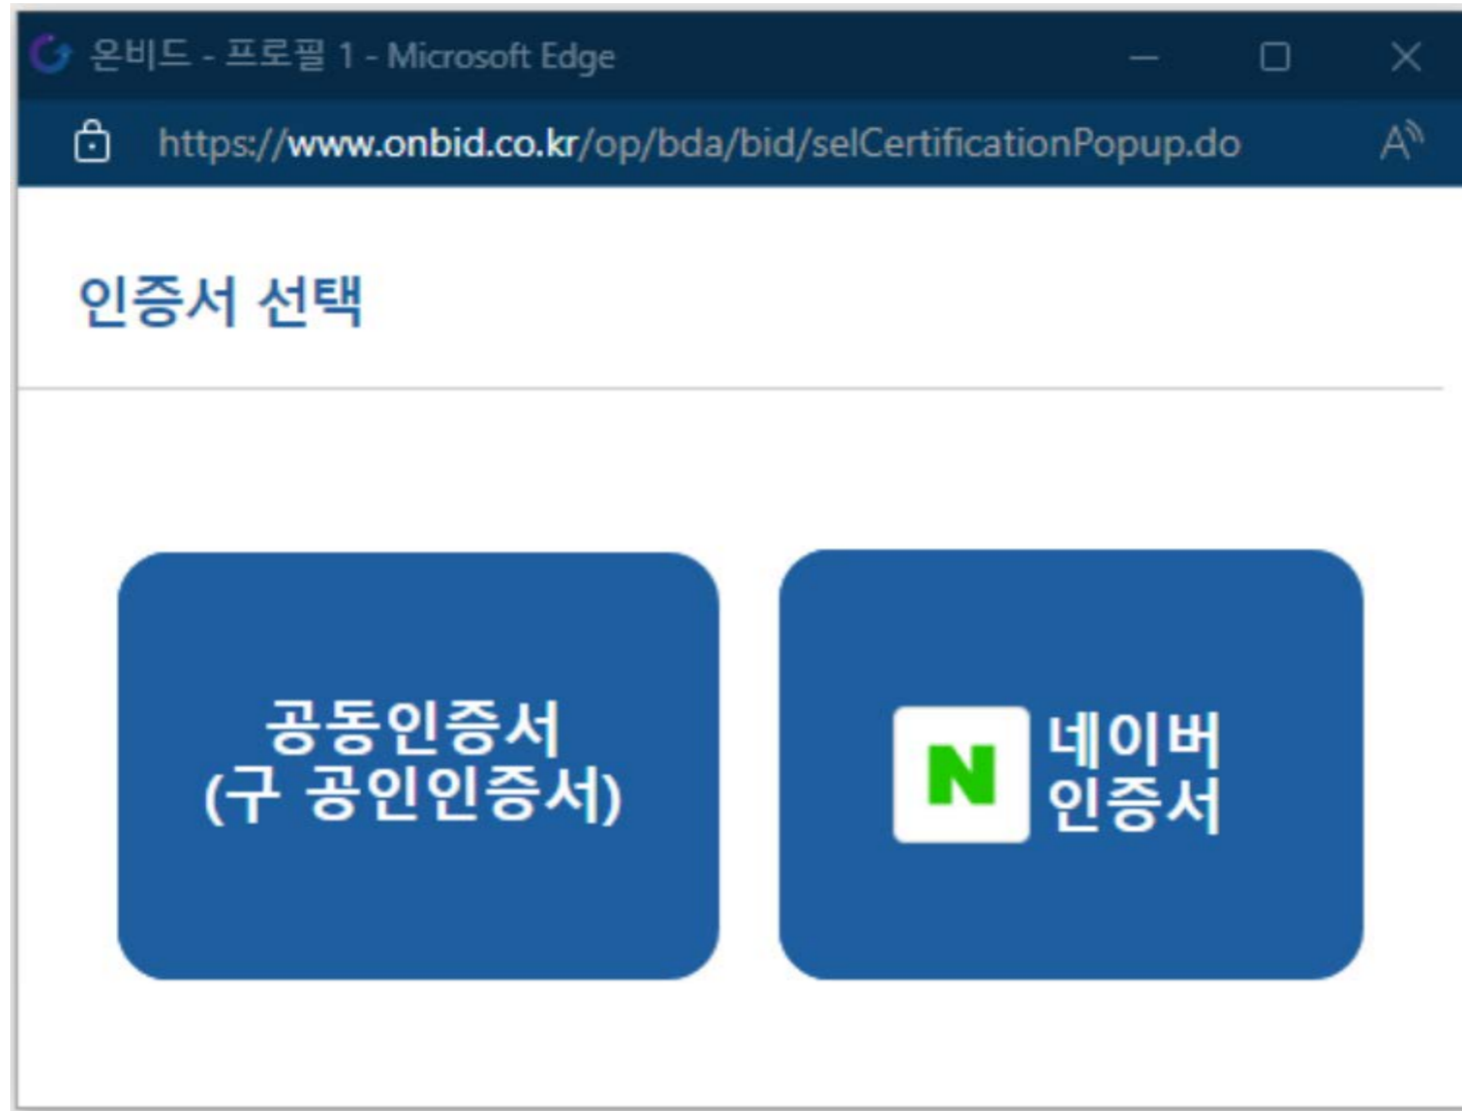 온비드 - 프로필 1 - Microsoft Edge
https://www.onbid.co.kr/op/bda/bid/selCertificationPopup.do
인증서 선택
공동인증서
(구 공인인증서)
N 네이버
인증서